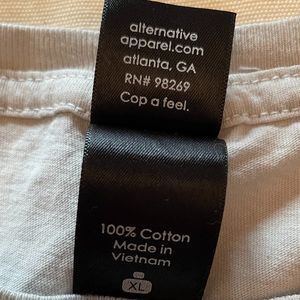 alternative
apparel.com
atlanta, GA
RN# 98269
Cop a feel.
100% Cotton
Made in
Vietnam
XL